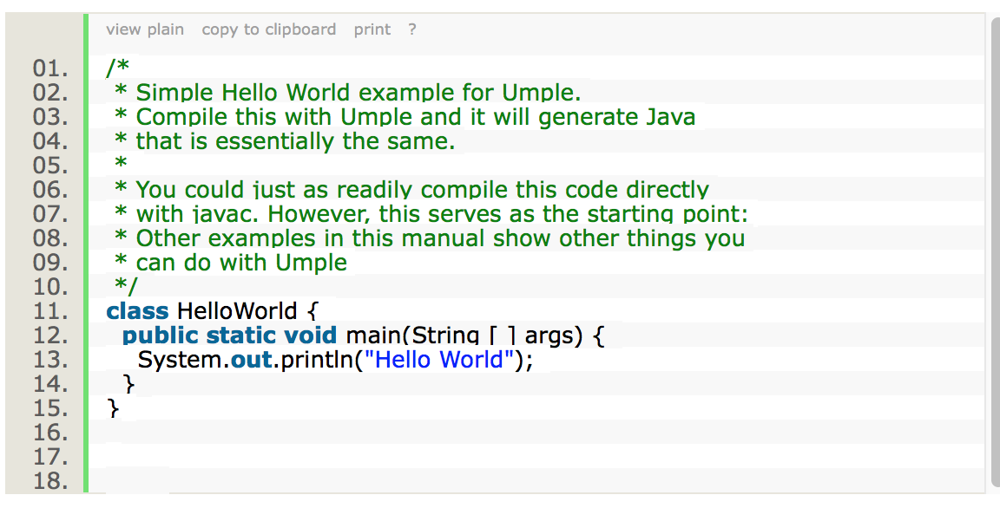 view plain copy to clipboard print ?
01. /*
02.  * Simple Hello World example for Umple.
03.  * Compile this with Umple and it will generate Java
04.  * that is essentially the same.
05.  *
06.  * You could just as readily compile this code directly
07.  * with javac. However, this serves as the starting point:
08.  * Other examples in this manual show other things you
09.  * can do with Umple
10.  */
11. class HelloWorld {
12.   public static void main(String [ ] args) {
13.     System.out.println("Hello World");
14.   }
15. }
16.
17.
18.